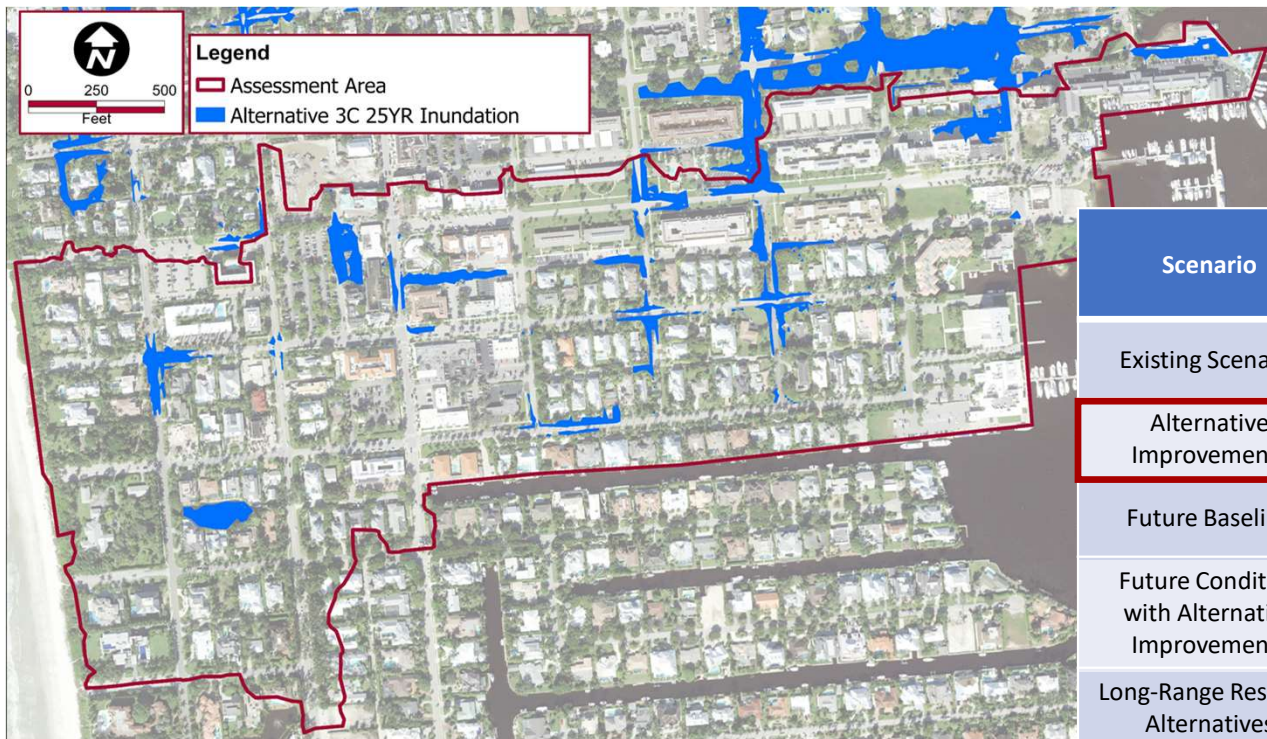 N
0 250 500
Feet
Legend
Assessment Area
Alternative 3C 25YR Inundation
Scenario
Existing Scena
Alternative
Improvemen
Future Baseli
Future Condit
with Alternati
Improvemen
Long-Range Res
Alternatives